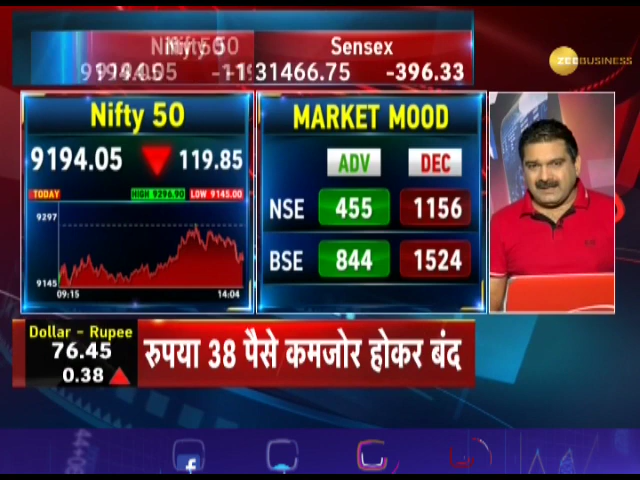 Nifty 50
Sensex
31466.75
-396.33
ZEE BUSINESS
Nifty 50
9194.05
119.85
TODAY
HIGH 9296.90
LOW 9145.00
9297
9145
09:15
14:04
MARKET MOOD
ADV
DEC
NSE
455
1156
BSE
844
1524
Dollar - Rupee
76.45
0.38
रुपया 38 पैसे कमजोर होकर बंद